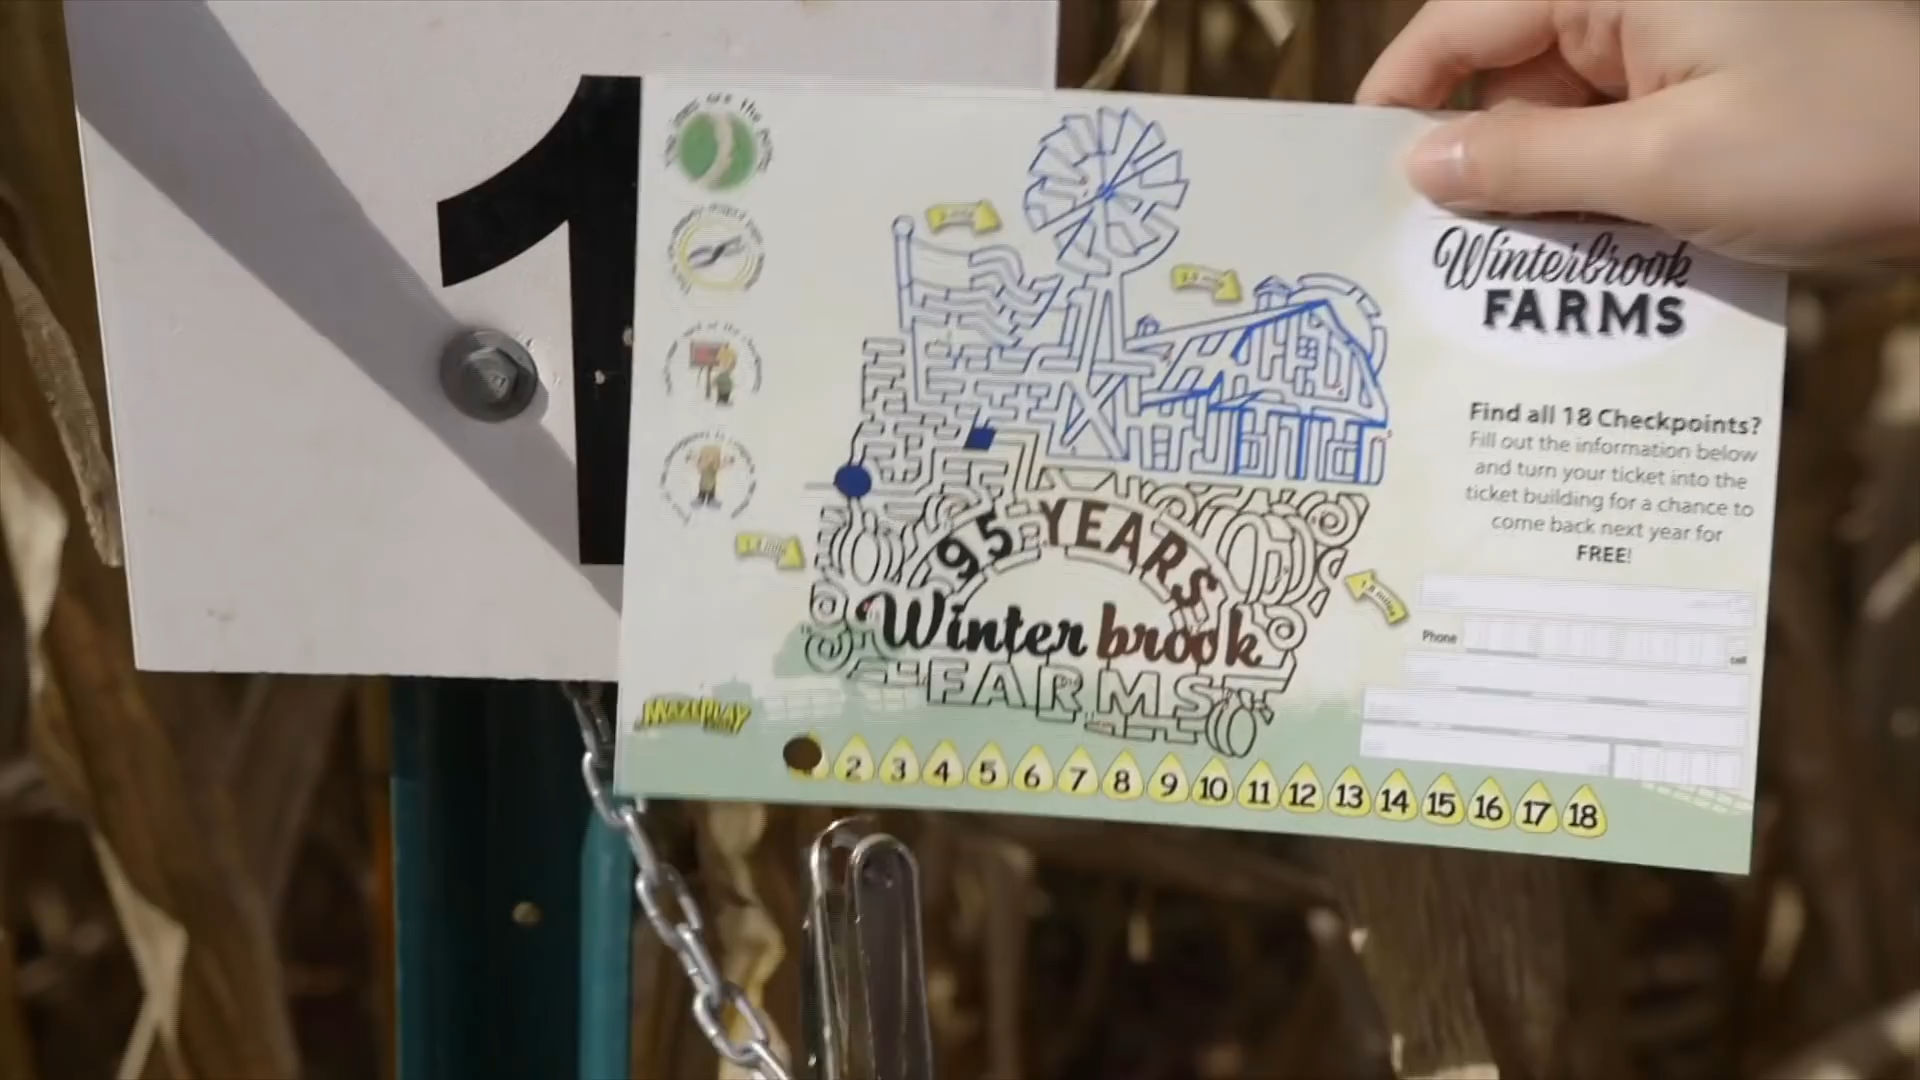 1
Winterbrook
FARMS
Find all 18 Checkpoints?
Fill out the information below
and turn your ticket into the
ticket building for a chance to
come back next year for
FREE!
Phone
cell
95 YEARS
Winterbrook
FARMS
MAZEPLAY
2 3 4 5 6 7 8 9 10 11 12 13 14 15 16 17 18